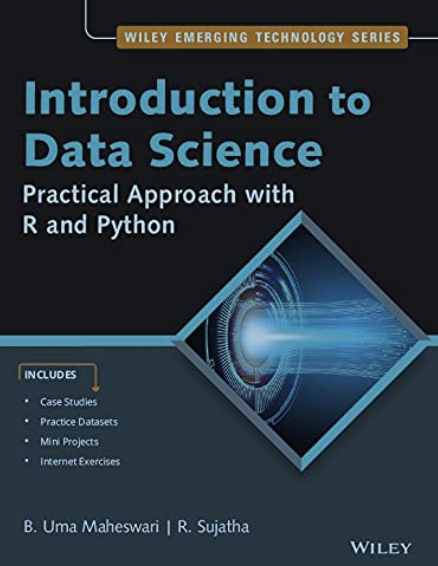 WILEY EMERGING TECHNOLOGY SERIES
Introduction to
Data Science
Practical Approach with
R and Python
INCLUDES
• Case Studies
• Practice Datasets
• Mini Projects
• Internet Exercises
B. Uma Maheswari | R. Sujatha
WILEY